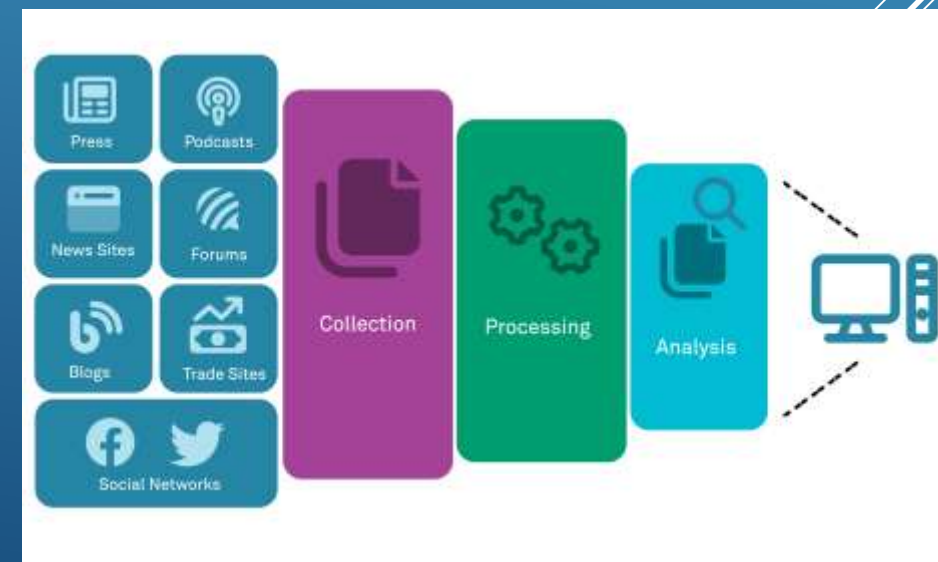 Press
Podcasts
News Sites
Forums
Blogs
Trade Sites
Social Networks
Collection
Processing
Analysis